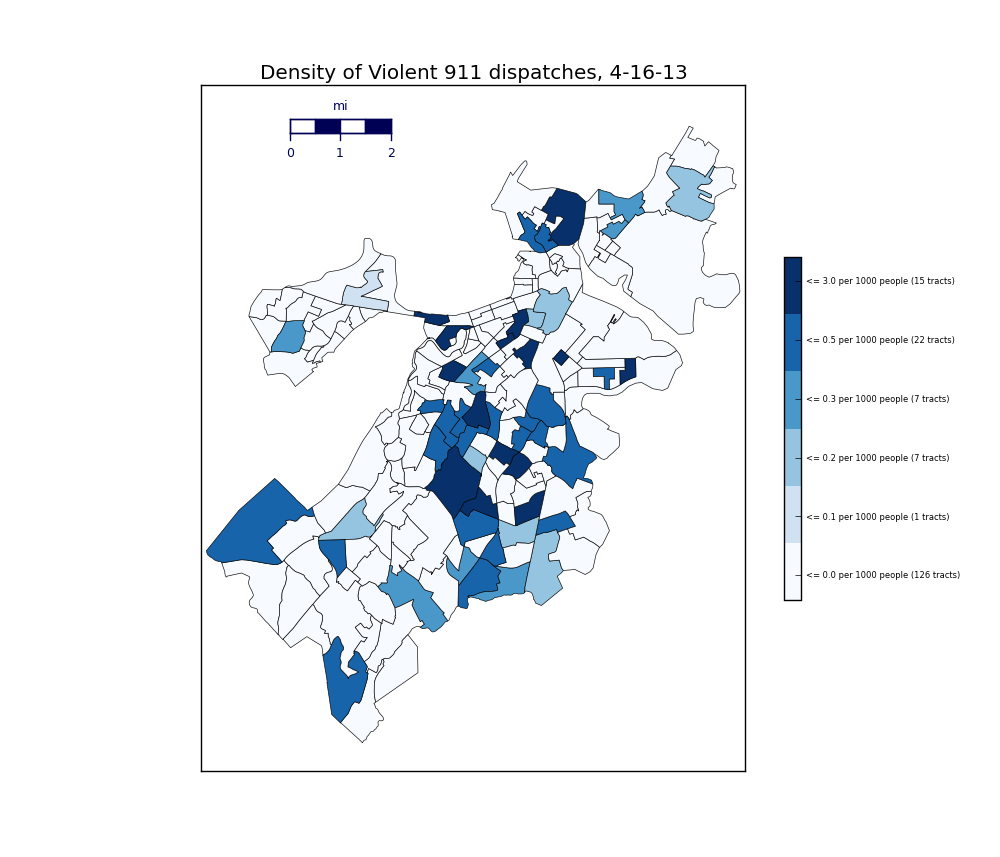 Density of Violent 911 dispatches, 4-16-13
mi
0 1 2
<= 3.0 per 1000 people (15 tracts)
<= 0.5 per 1000 people (22 tracts)
<= 0.3 per 1000 people (7 tracts)
<= 0.2 per 1000 people (7 tracts)
<= 0.1 per 1000 people (1 tracts)
<= 0.0 per 1000 people (126 tracts)